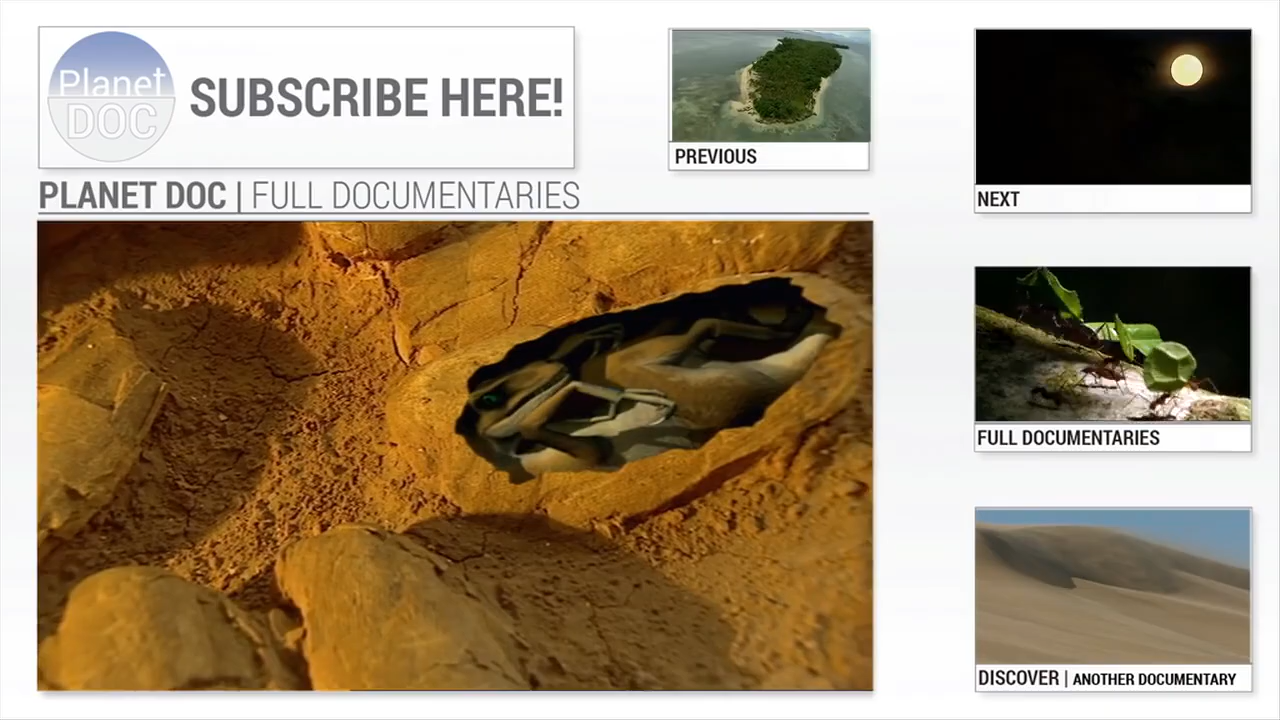 Planet
DOC
SUBSCRIBE HERE!
PLANET DOC | FULL DOCUMENTARIES
PREVIOUS
NEXT
FULL DOCUMENTARIES
DISCOVER | ANOTHER DOCUMENTARY